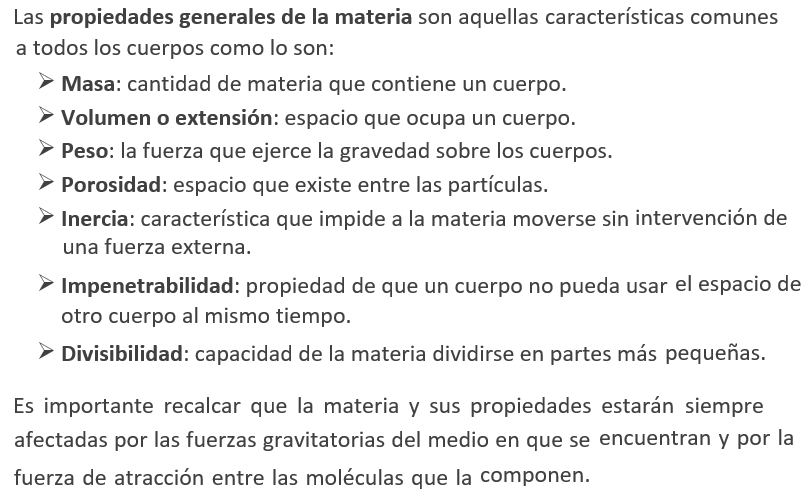 Las propiedades generales de la materia son aquellas características comunes
a todos los cuerpos como lo son:
➢ Masa: cantidad de materia que contiene un cuerpo.
➢ Volumen o extensión: espacio que ocupa un cuerpo.
➢ Peso: la fuerza que ejerce la gravedad sobre los cuerpos.
➢ Porosidad: espacio que existe entre las partículas.
➢ Inercia: característica que impide a la materia moverse sin intervención de
una fuerza externa.
➢ Impenetrabilidad: propiedad de que un cuerpo no pueda usar el espacio de
otro cuerpo al mismo tiempo.
➢ Divisibilidad: capacidad de la materia dividirse en partes más pequeñas.
Es importante recalcar que la materia y sus propiedades estarán siempre
afectadas por las fuerzas gravitatorias del medio en que se encuentran y por la
fuerza de atracción entre las moléculas que la componen.